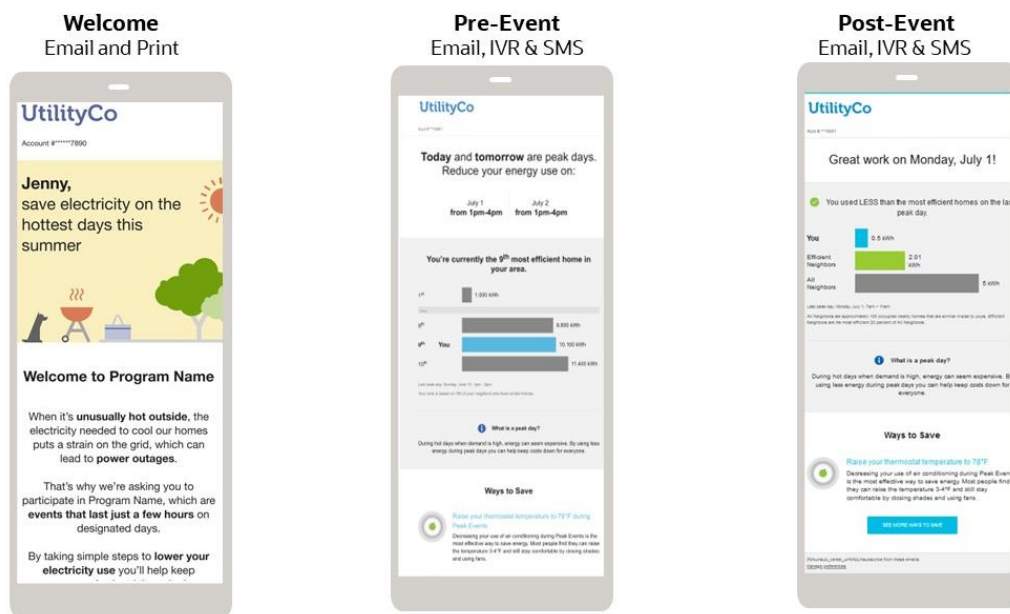 Welcome
Email and Print
UtilityCo
Account #******7890
Jenny,
save electricity on the
hottest days this
summer
Welcome to Program Name
When it's unusually hot outside, the
electricity needed to cool our homes
puts a strain on the grid, which can
lead to power outages.
That's why we're asking you to
participate in Program Name, which are
events that last just a few hours on
designated days.
By taking simple steps to lower your
electricity use you'll help keep
Pre-Event
Email, IVR & SMS
UtilityCo
Today and tomorrow are peak days.
Reduce your energy use on:
July 1 July 2
from 1pm-4pm from 1pm-4pm
You're currently the 9th most efficient home in
your area.
1st 1.000 kWh
9th You 10.100 kWh
10th 11.400 kWh
What is a peak day?
During hot days when demand is high, energy can seem expensive. By using less
energy during peak days you can help keep costs down for everyone.
Ways to Save
Raise your thermostat temperature to 78°F during
Peak Events
Decreasing your use of air conditioning during Peak Events is the
most effective way to save energy. Most people find they can raise
the temperature 3-4°F and still stay comfortable by closing shades
and using fans.
Post-Event
Email, IVR & SMS
UtilityCo
Great work on Monday, July 1!
You used LESS than the most efficient homes on the las
peak day.
You 0.5 kWh
Efficient
Neighbors
2.01
kWh
All
Neighbors
5 kWh
What is a peak day?
During hot days when demand is high, energy can seem expensive. B
using less energy during peak days you can help keep costs down for
everyone.
Ways to Save
Raise your thermostat temperature to 78°F
Decreasing your use of air conditioning during Peak Even
is the most effective way to save energy. Most people find
they can raise the temperature 3-4°F and still stay
comfortable by closing shades and using fans.
SEE MORE WAYS TO SAVE